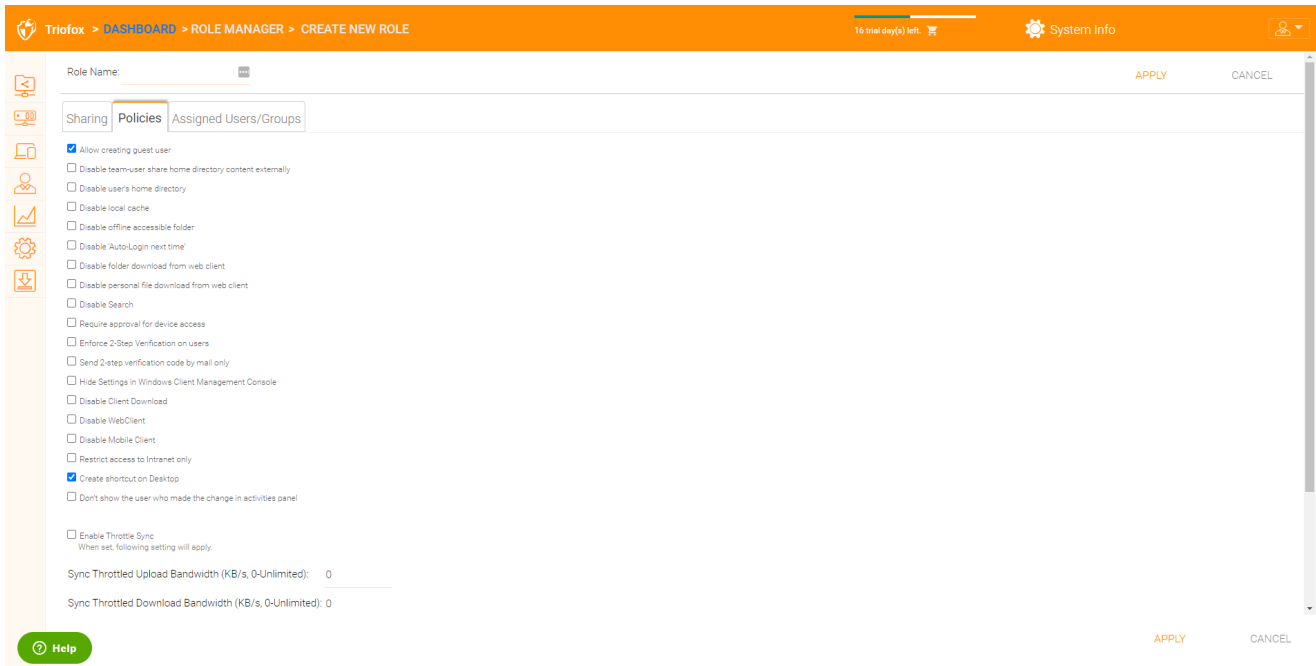 Triofox > DASHBOARD > ROLE MANAGER > CREATE NEW ROLE
16 trial day(s) left.
System Info
Role Name:
APPLY CANCEL
Sharing Policies Assigned Users/Groups
Allow creating guest user
Disable team-user share home directory content externally
Disable user's home directory
Disable local cache
Disable offline accessible folder
Disable 'Auto-Login next time'
Disable folder download from web client
Disable personal file download from web client
Disable Search
Require approval for device access
Enforce 2-Step Verification on users
Send 2-step verification code by mail only
Hide Settings in Windows Client Management Console
Disable Client Download
Disable WebClient
Disable Mobile Client
Restrict access to Intranet only
Create shortcut on Desktop
Don't show the user who made the change in activities panel
Enable Throttle Sync
When set, following setting will apply.
Sync Throttled Upload Bandwidth (KB/s, 0-Unlimited): 0
Sync Throttled Download Bandwidth (KB/s, 0-Unlimited): 0
Help
APPLY CANCEL